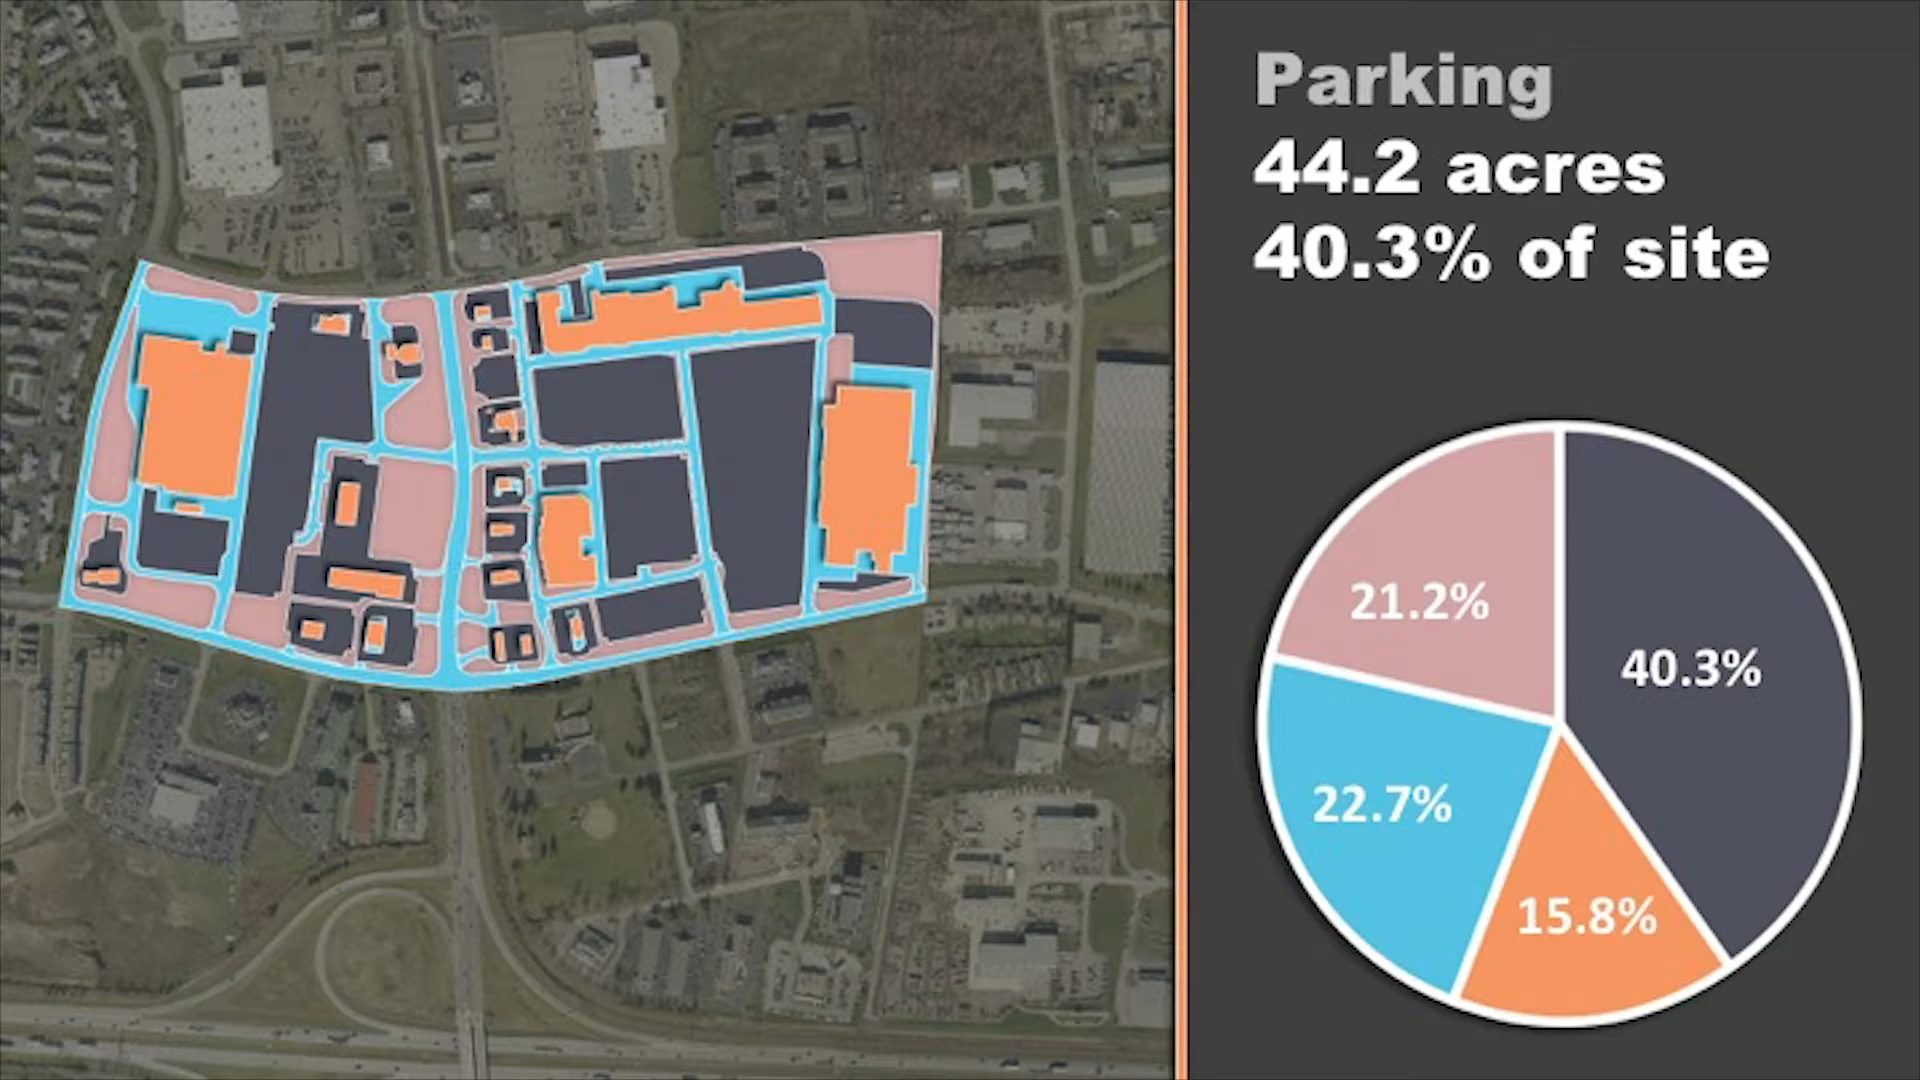 Parking
44.2 acres
40.3% of site
21.2%
40.3%
22.7%
15.8%